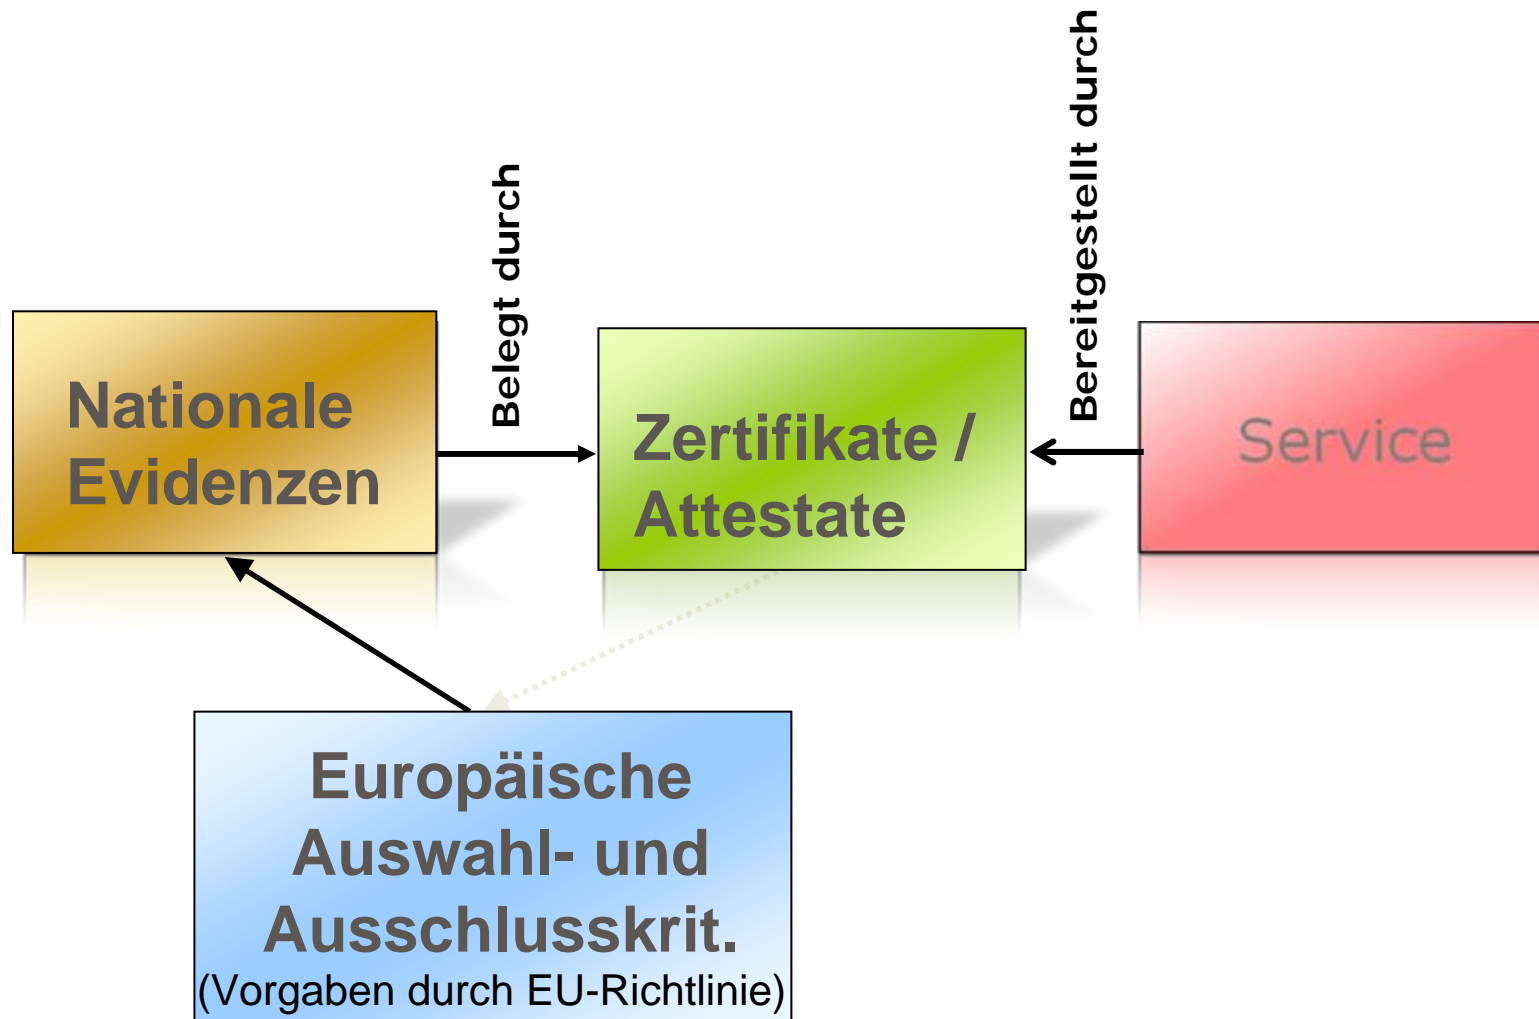 Belegt durch
Bereitgestellt durch
Nationale
Evidenzen
Zertifikate /
Attestate
Service
Europäische
Auswahl- und
Ausschlusskrit.
(Vorgaben durch EU-Richtlinie)